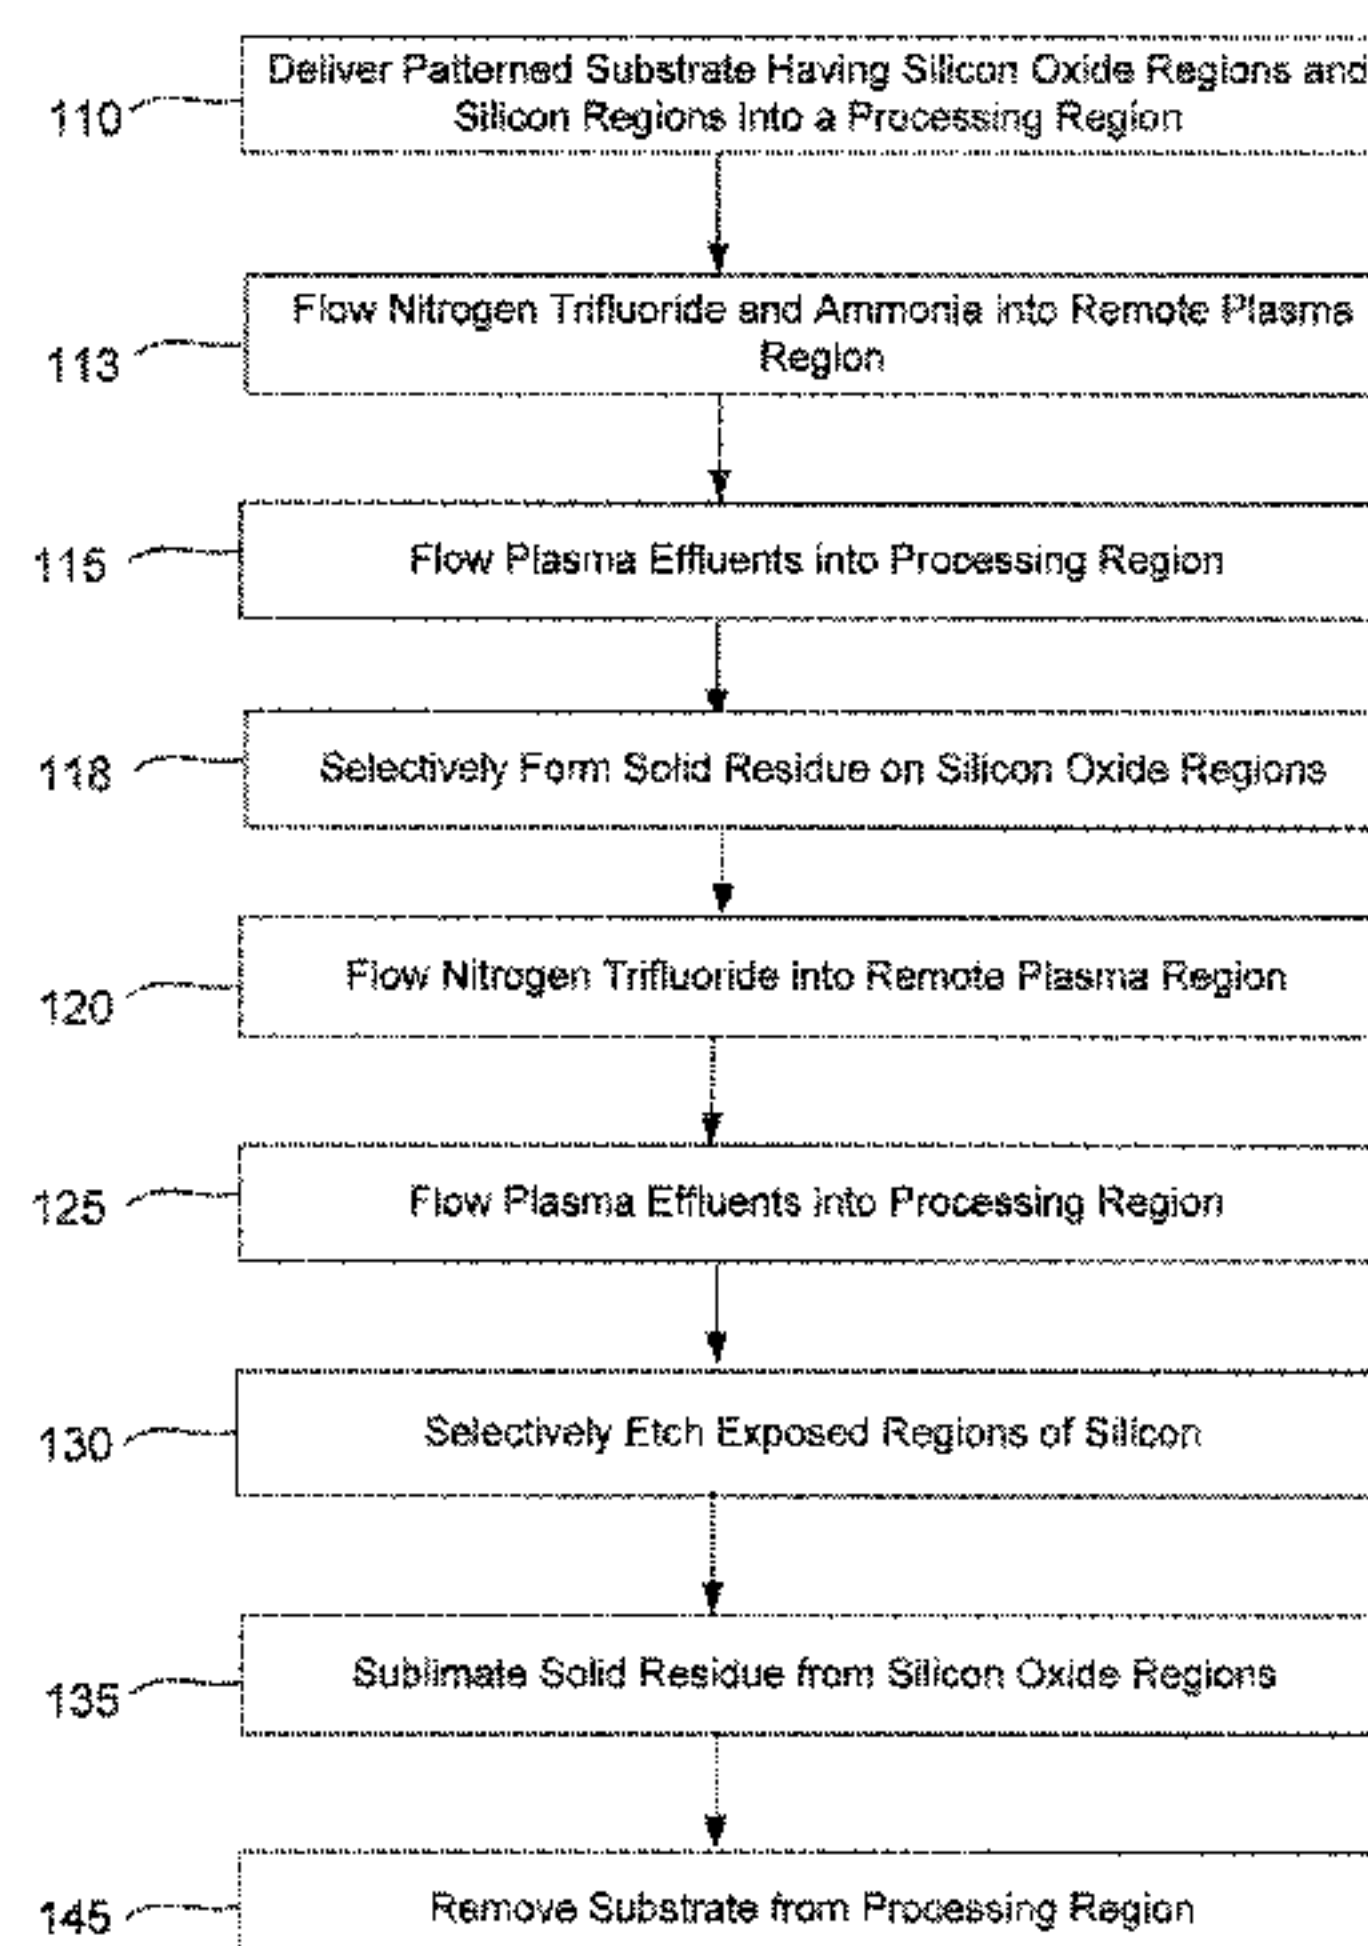 Deliver Patterned Substrate Having Silicon Oxide Regions and
Silicon Regions Into a Processing Region
110
Flow Nitrogen Trifluoride and Ammonia into Remote Plasma
Region
113
Flow Plasma Effluents into Processing Region
115
Selectively Form Solid Residue on Silicon Oxide Regions
118
Flow Nitrogen Trifluoride into Remote Plasma Region
120
Flow Plasma Effluents into Processing Region
125
Selectively Etch Exposed Regions of Silicon
130
Sublimate Solid Residue from Silicon Oxide Regions
135
Remove Substrate from Processing Region
145